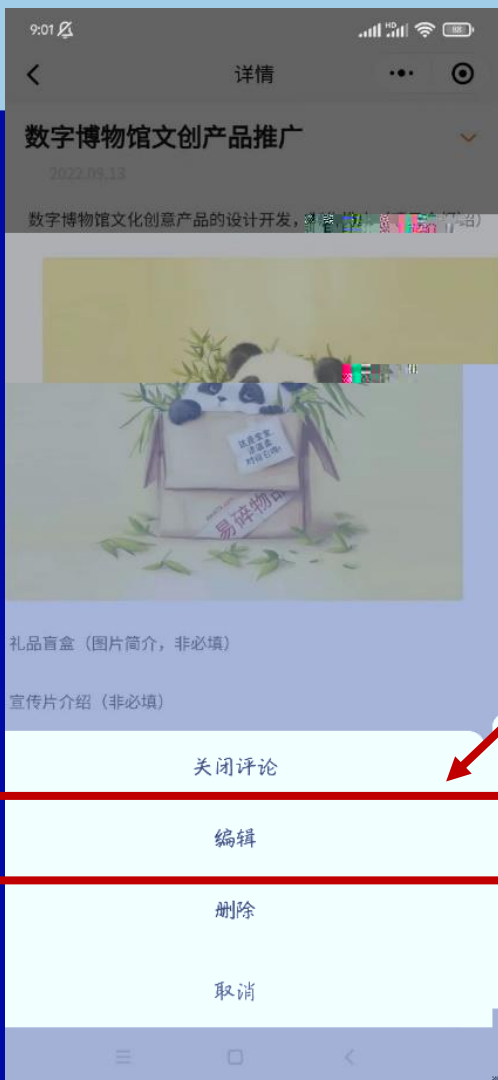 9:01
详情
数字博物馆文创产品推广
2022.09.13
数字博物馆文化创意产品的设计开发，
易碎物品
礼品盲盒（图片简介，非必填）
宣传片介绍（非必填）
关闭评论
编辑
删除
取消